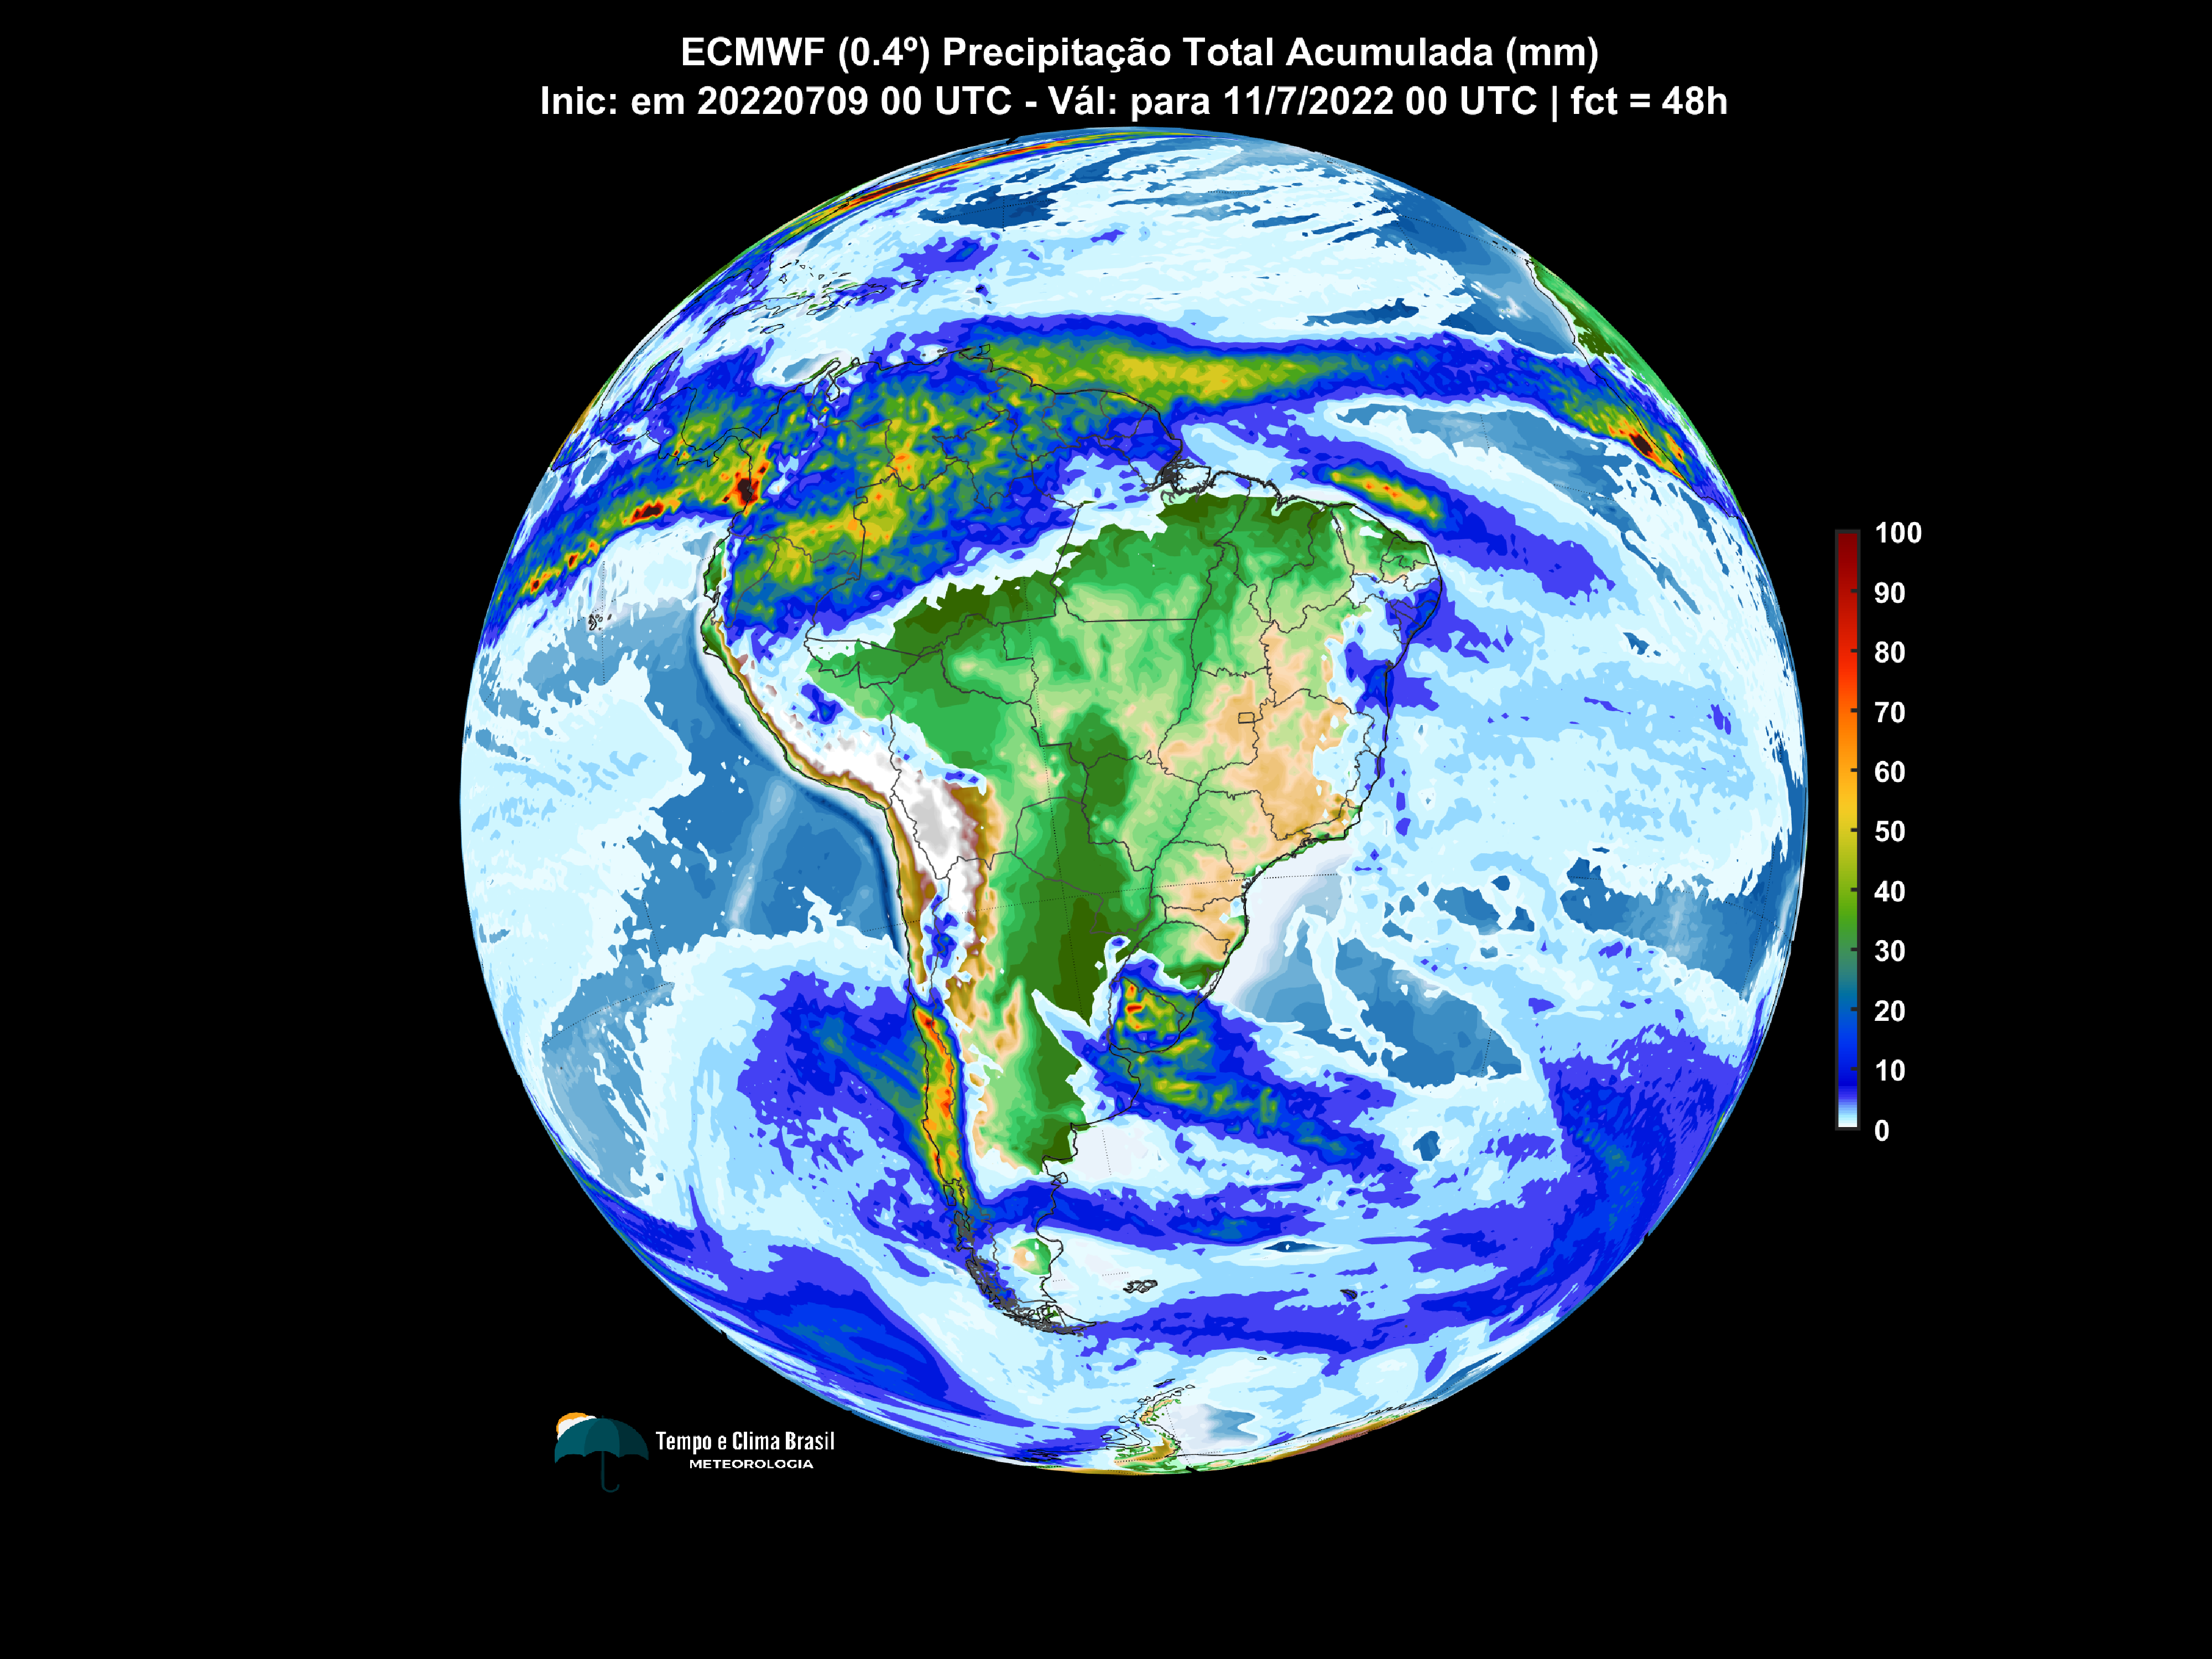 ECMWF (0.4º) Precipitação Total Acumulada (mm)
Inic: em 20220709 00 UTC - Vál: para 11/7/2022 00 UTC | fct = 48h
100
90
80
70
60
50
40
30
20
10
0
Tempo e Clima Brasil
METEOROLOGIA